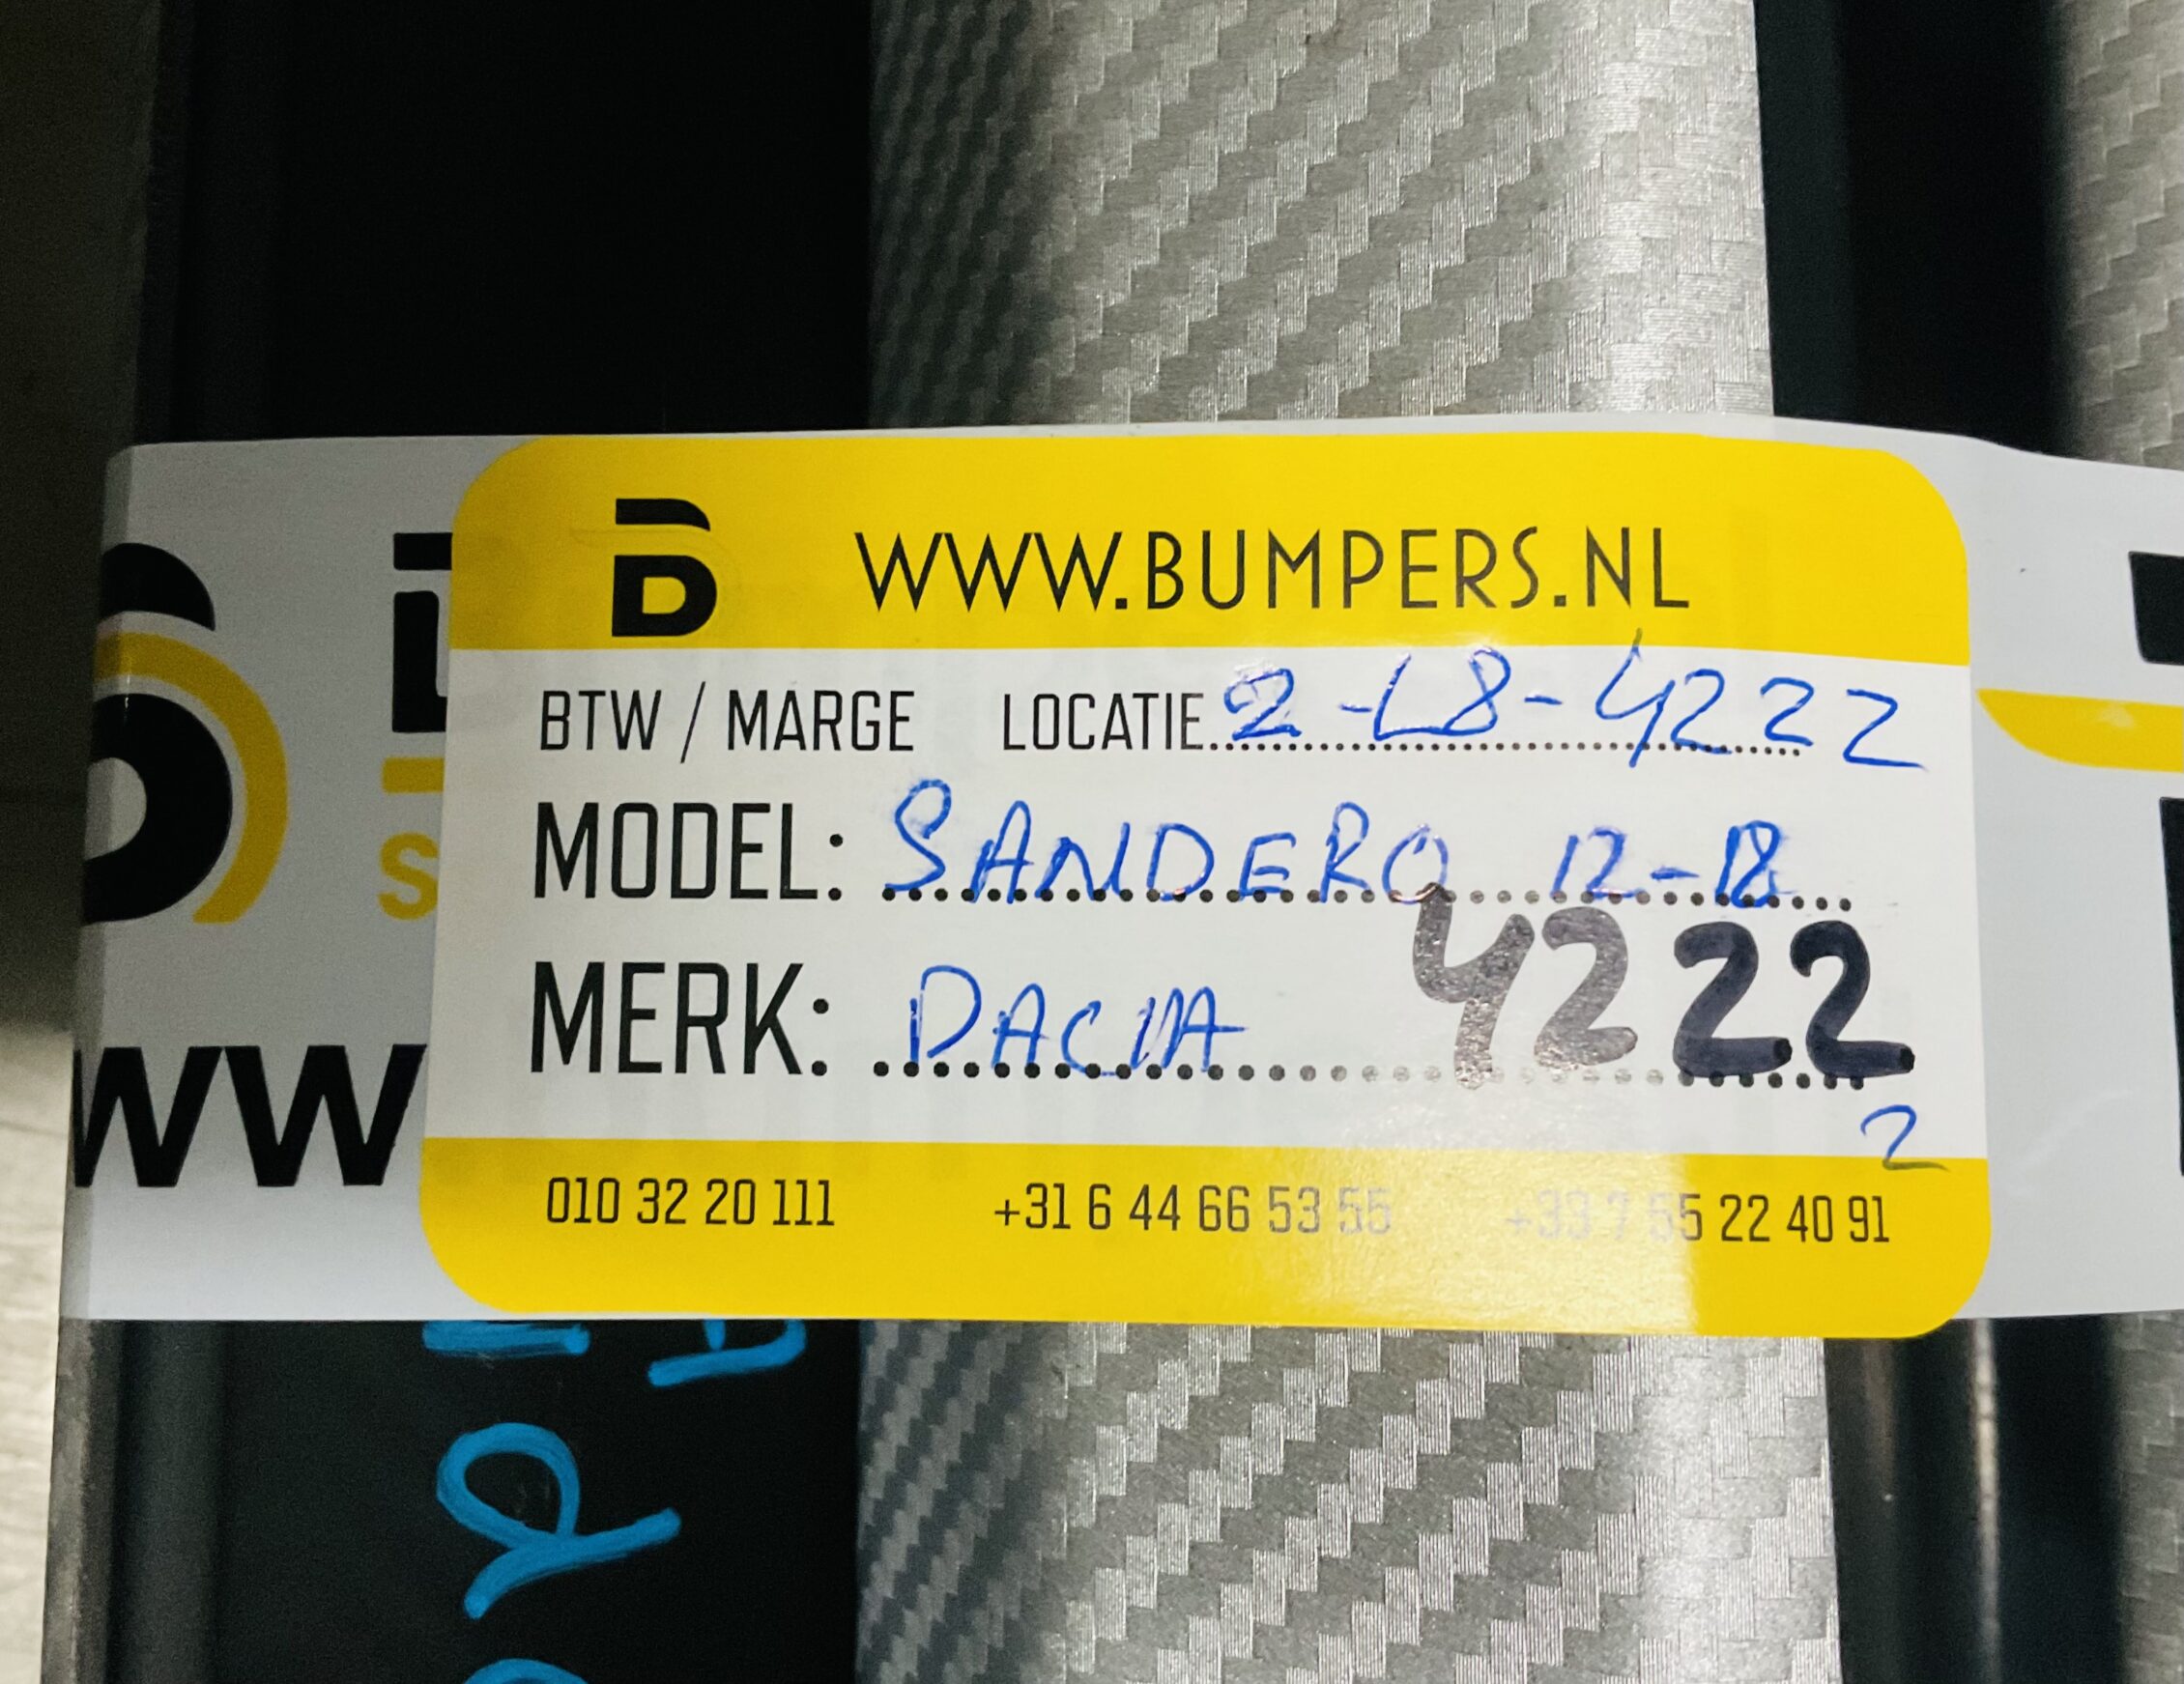 B WWW.BUMPERS.NL
BTW / MARGE LOCATIE 2-L8-4222
MODEL: SANDERO 12-18
MERK: DACIA 4222
2
010 32 20 111 +31 6 44 66 53 55 +33 7 55 22 40 91
WW